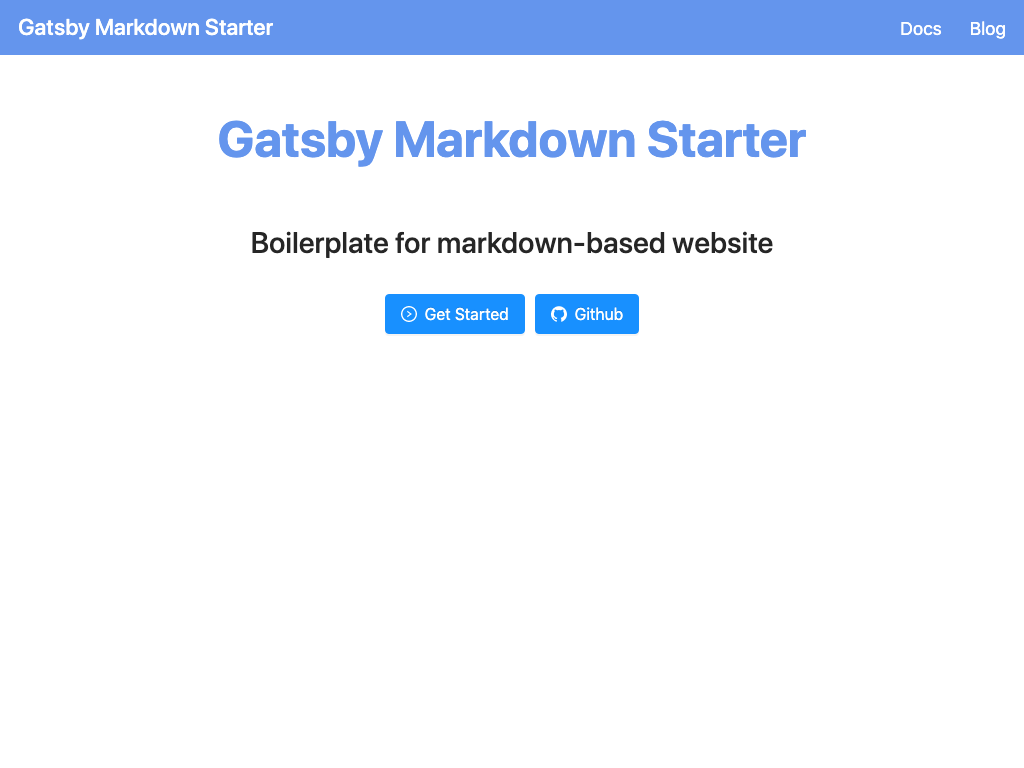 Gatsby Markdown Starter
Docs
Blog
Gatsby Markdown Starter
Boilerplate for markdown-based website
Get Started
Github